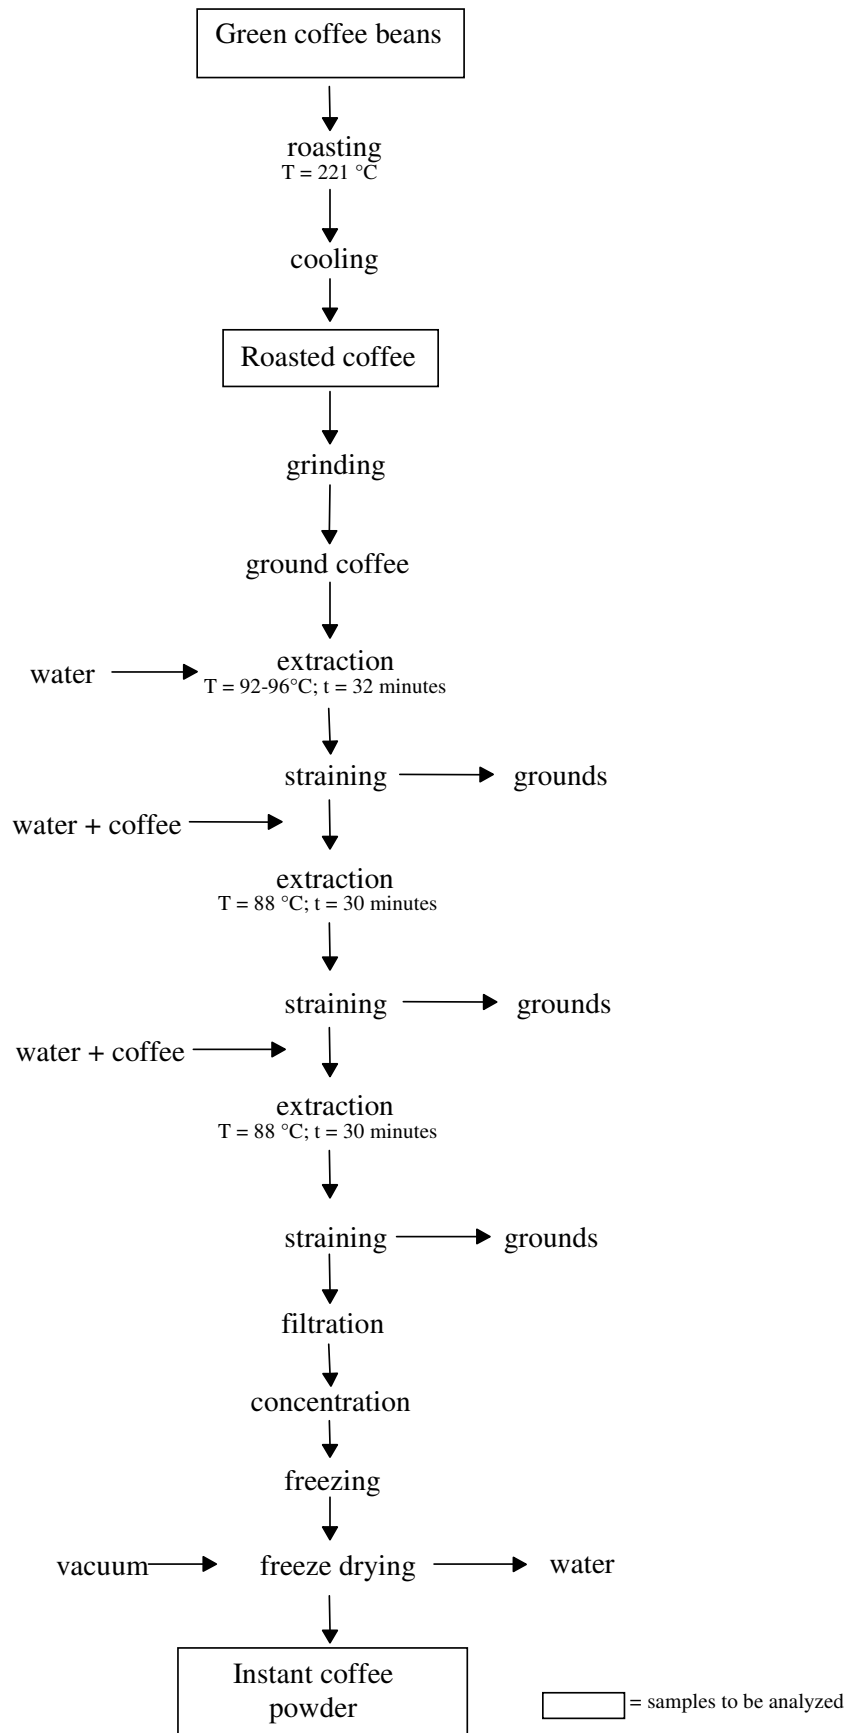 Green coffee beans
roasting
T = 221 °C
cooling
Roasted coffee
grinding
ground coffee
water
extraction
T = 92-96°C; t = 32 minutes
straining
grounds
water + coffee
extraction
T = 88 °C; t = 30 minutes
straining
grounds
water + coffee
extraction
T = 88 °C; t = 30 minutes
straining
grounds
filtration
concentration
freezing
vacuum
freeze drying
water
Instant coffee
powder
= samples to be analyzed